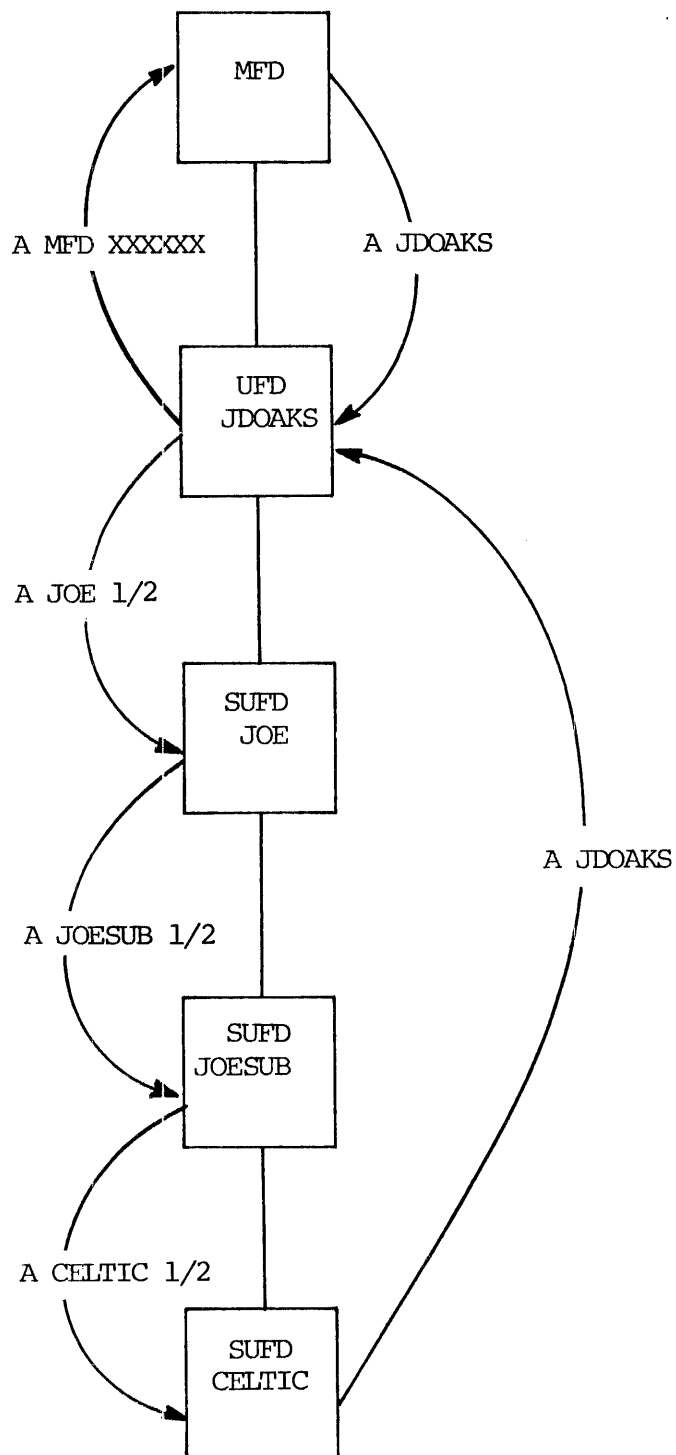 MFD
A MFD XXXXXX
A JDOAKS
UFD
JDOAKS
A JOE 1/2
SUFD
JOE
A JDOAKS
A JOESUB 1/2
SUFD
JOESUB
A CELTIC 1/2
SUFD
CELTIC